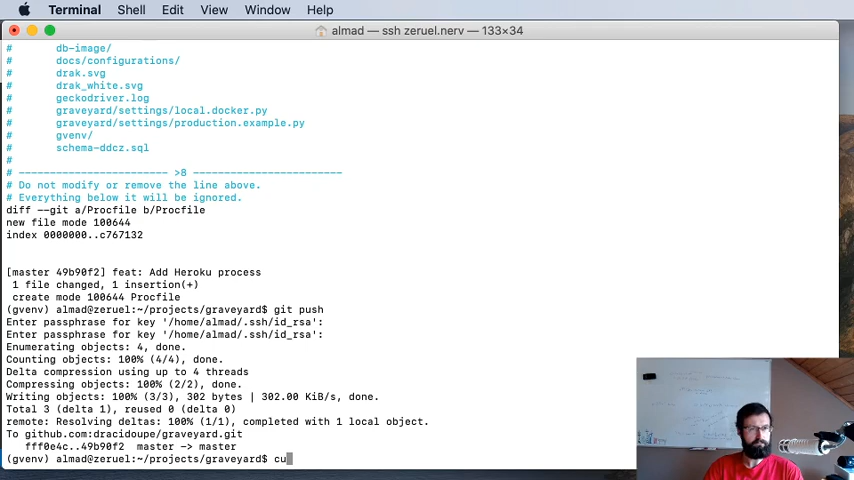 Terminal Shell Edit View Window Help
almad — ssh zeruel.nerv — 133×34
# db-image/
# docs/configurations/
# drak.svg
# drak_white.svg
# geckodriver.log
# graveyard/settings/local.docker.py
# graveyard/settings/production.example.py
# gvenv/
# schema-ddcz.sql
#
# ------------------------ >8 ------------------------
# Do not modify or remove the line above.
# Everything below it will be ignored.
diff --git a/Procfile b/Procfile
new file mode 100644
index 0000000..c767132
[master 49b90f2] feat: Add Heroku process
1 file changed, 1 insertion(+)
create mode 100644 Procfile
(gvenv) almad@zeruel:~/projects/graveyard$ git push
Enter passphrase for key '/home/almad/.ssh/id_rsa':
Enter passphrase for key '/home/almad/.ssh/id_rsa':
Enumerating objects: 4, done.
Counting objects: 100% (4/4), done.
Delta compression using up to 4 threads
Compressing objects: 100% (2/2), done.
Writing objects: 100% (3/3), 302 bytes | 302.00 KiB/s, done.
Total 3 (delta 1), reused 0 (delta 0)
remote: Resolving deltas: 100% (1/1), completed with 1 local object.
To github.com:dracidoupe/graveyard.git
fff0e4c..49b90f2 master -> master
(gvenv) almad@zeruel:~/projects/graveyard$ cu